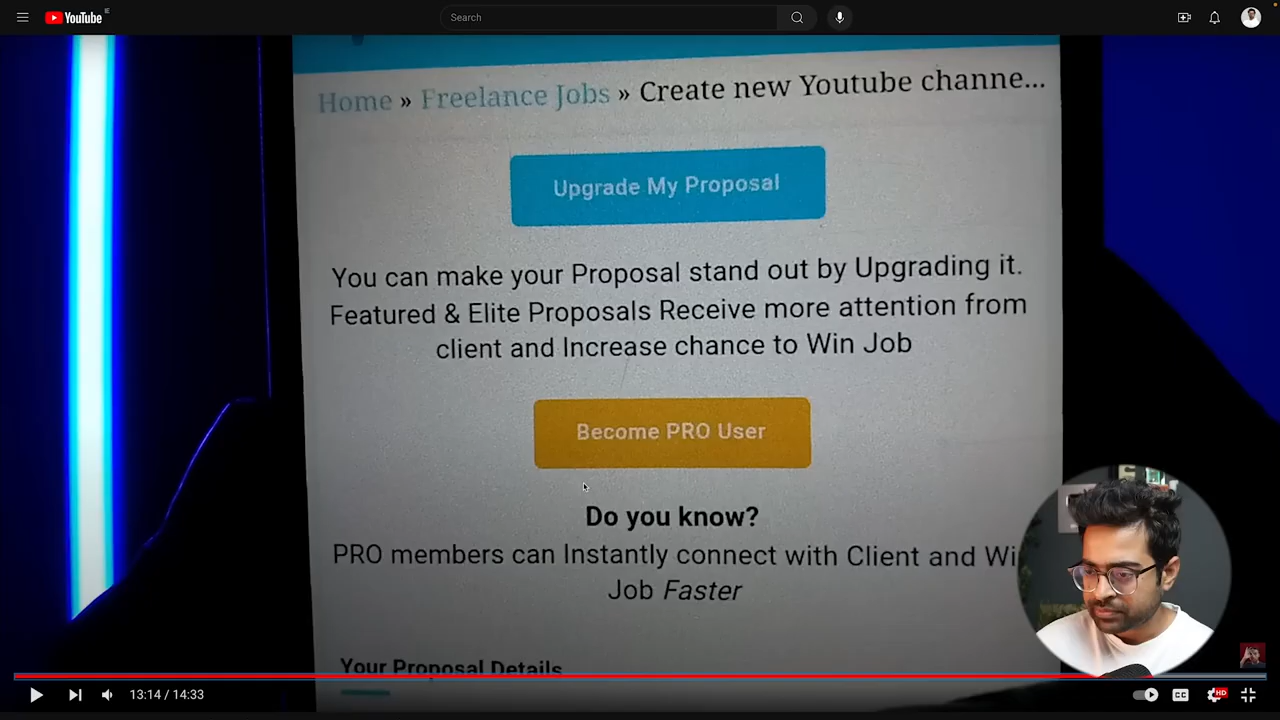 YouTube IE
Search
Home » Freelance Jobs » Create new Youtube channe...
Upgrade My Proposal
You can make your Proposal stand out by Upgrading it.
Featured & Elite Proposals Receive more attention from
client and Increase chance to Win Job
Become PRO User
Do you know?
PRO members can Instantly connect with Client and Wi
Job Faster
Your Proposal Details
13:14 / 14:33
CC
HD